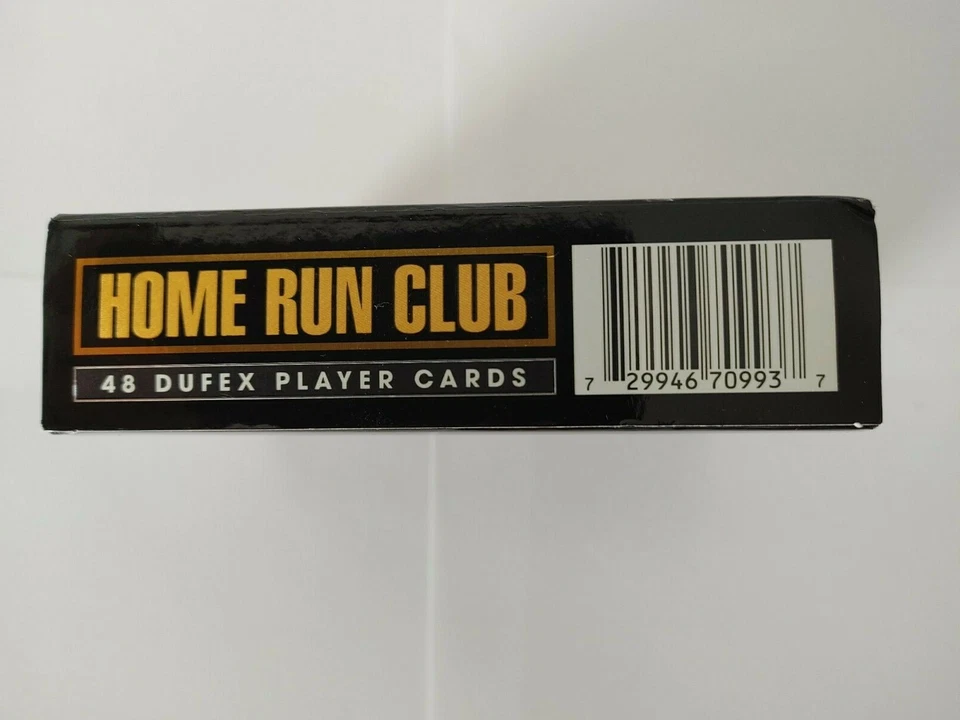 HOME RUN CLUB
48 DUFEX PLAYER CARDS
7 29946 70993 7